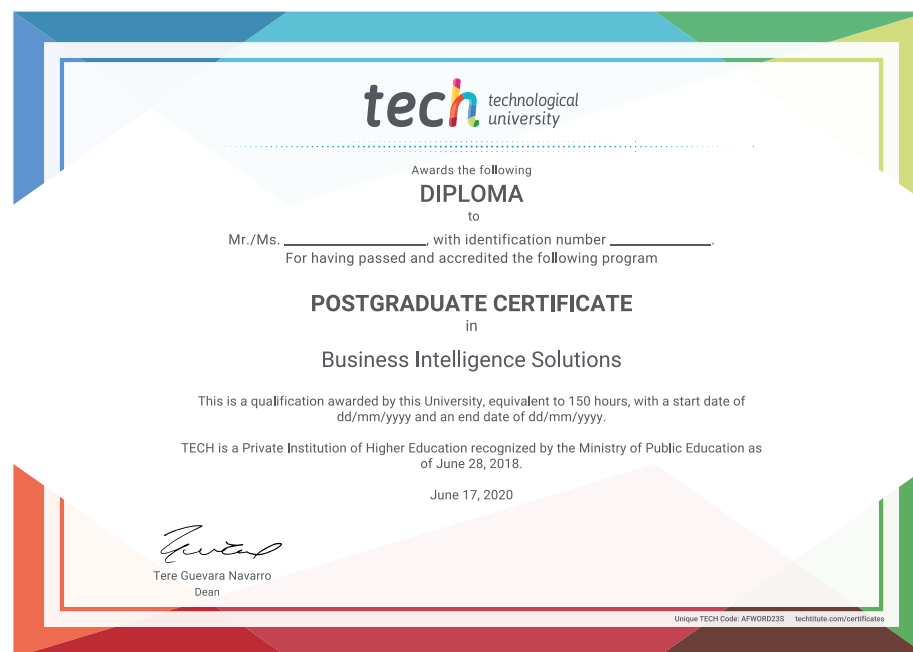 tech technological
university
Awards the following
DIPLOMA
to
Mr./Ms. ____________, with identification number ____________.
For having passed and accredited the following program
POSTGRADUATE CERTIFICATE
in
Business Intelligence Solutions
This is a qualification awarded by this University, equivalent to 150 hours, with a start date of
dd/mm/yyyy and an end date of dd/mm/yyyy.
TECH is a Private Institution of Higher Education recognized by the Ministry of Public Education as
of June 28, 2018.
June 17, 2020
Tere Guevara Navarro
Dean
Unique TECH Code: AFWORD23S techtitute.com/certificates